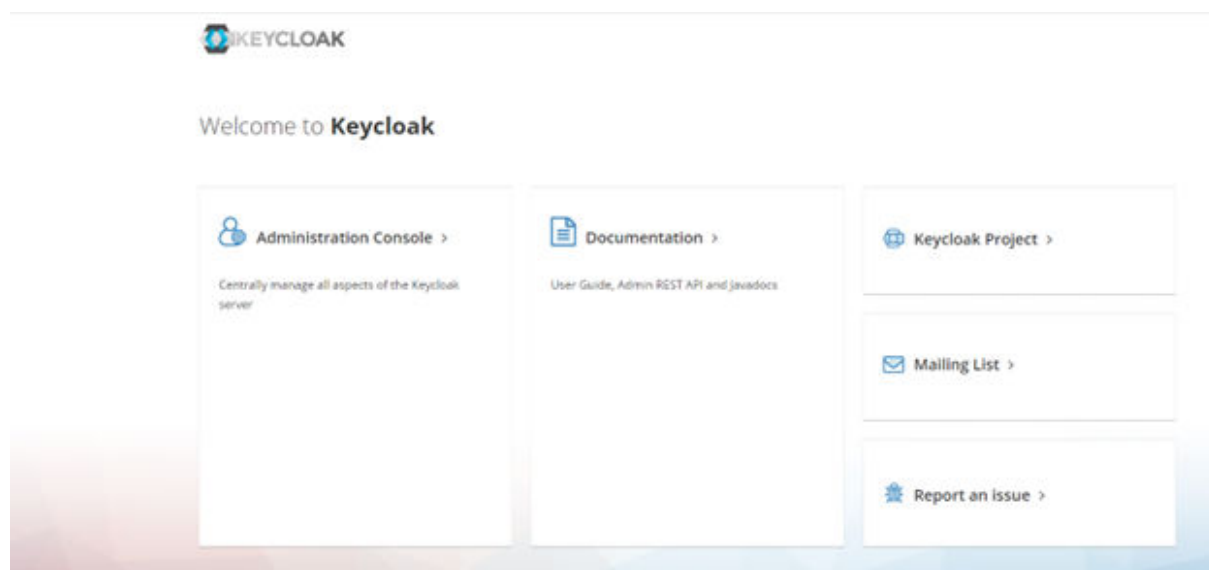 KEYCLOAK
Welcome to Keycloak
Administration Console >
Centrally manage all aspects of the Keycloak
server
Documentation >
User Guide, Admin REST API and Javadocs
Keycloak Project >
Mailing List >
Report an issue >